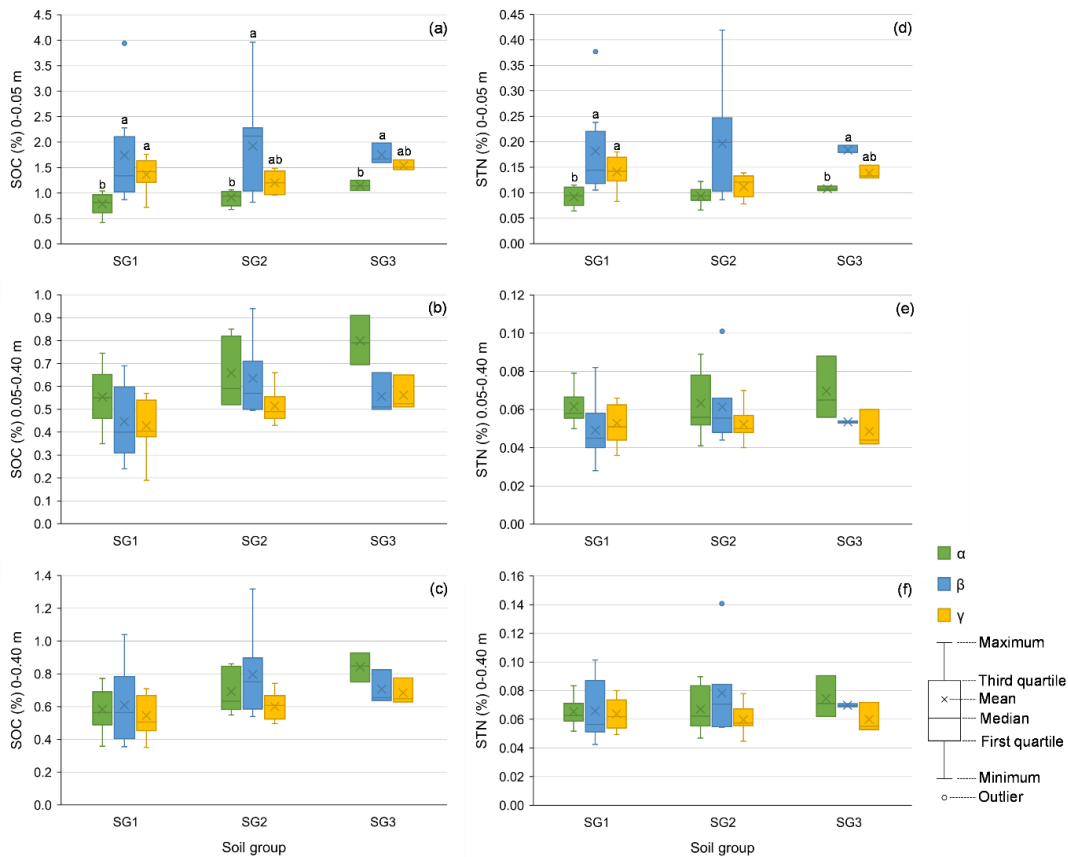 (a)
SOC (%) 0-0.05 m
4.5
4.0
3.5
3.0
2.5
2.0
1.5
1.0
0.5
0.0
b
a
a
b
a
ab
b
a
ab
SG1
SG2
SG3
(d)
STN (%) 0-0.05 m
0.45
0.40
0.35
0.30
0.25
0.20
0.15
0.10
0.05
0.00
b
a
a
b
a
ab
SG1
SG2
SG3
(b)
SOC (%) 0.05-0.40 m
1.0
0.9
0.8
0.7
0.6
0.5
0.4
0.3
0.2
0.1
0.0
SG1
SG2
SG3
(e)
STN (%) 0.05-0.40 m
0.12
0.10
0.08
0.06
0.04
0.02
0.00
SG1
SG2
SG3
(c)
SOC (%) 0-0.40 m
1.4
1.2
1.0
0.8
0.6
0.4
0.2
0.0
SG1
SG2
SG3
Soil group
(f)
STN (%) 0-0.40 m
0.16
0.14
0.12
0.10
0.08
0.06
0.04
0.02
0.00
SG1
SG2
SG3
Soil group
α
β
γ
Maximum
Third quartile
Mean
Median
First quartile
Minimum
Outlier